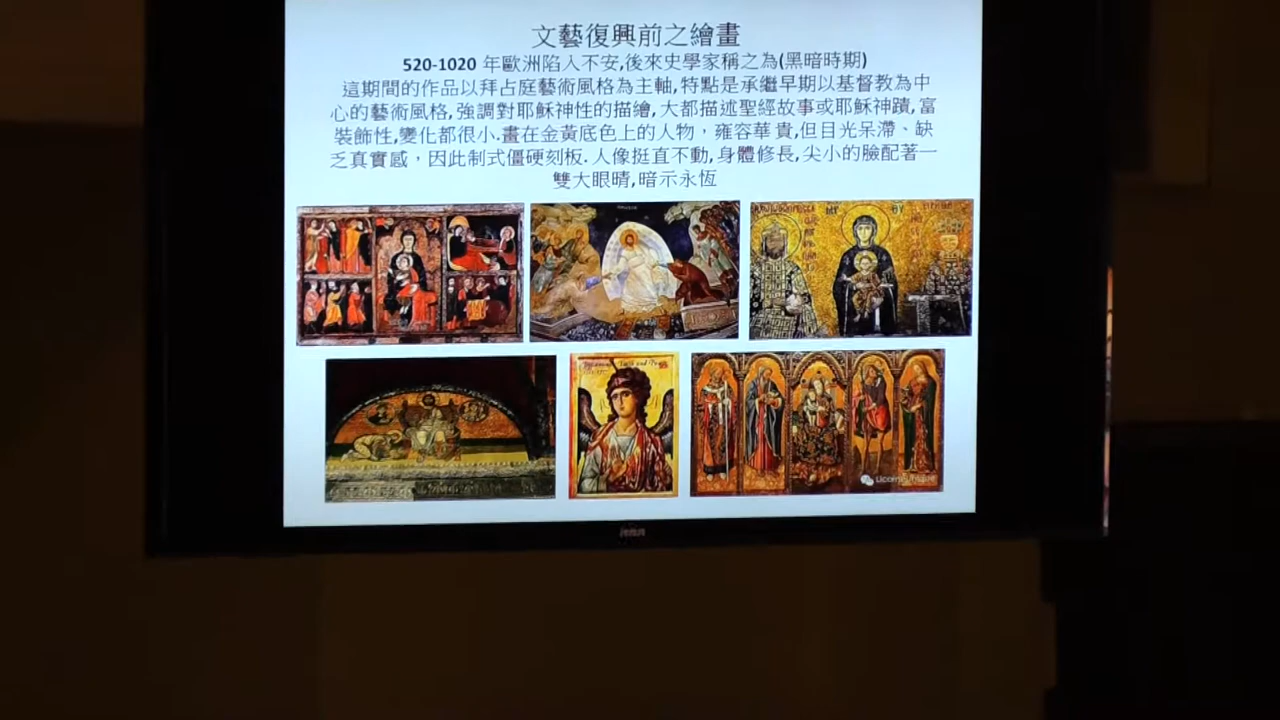 文藝復興前之繪畫
520-1020 年歐洲陷入不安,後來史學家稱之為(黑暗時期)
這期間的作品以拜占庭藝術風格為主軸,特點是承繼早期以基督教為中
心的藝術風格,強調對耶穌神性的描繪,大都描述聖經故事或耶穌神蹟,富
裝飾性,變化都很小.畫在金黃底色上的人物，雍容華貴,但目光呆滯、缺
乏真實感，因此制式僵硬刻板.人像挺直不動,身體修長,尖小的臉配著一
雙大眼睛,暗示永恆